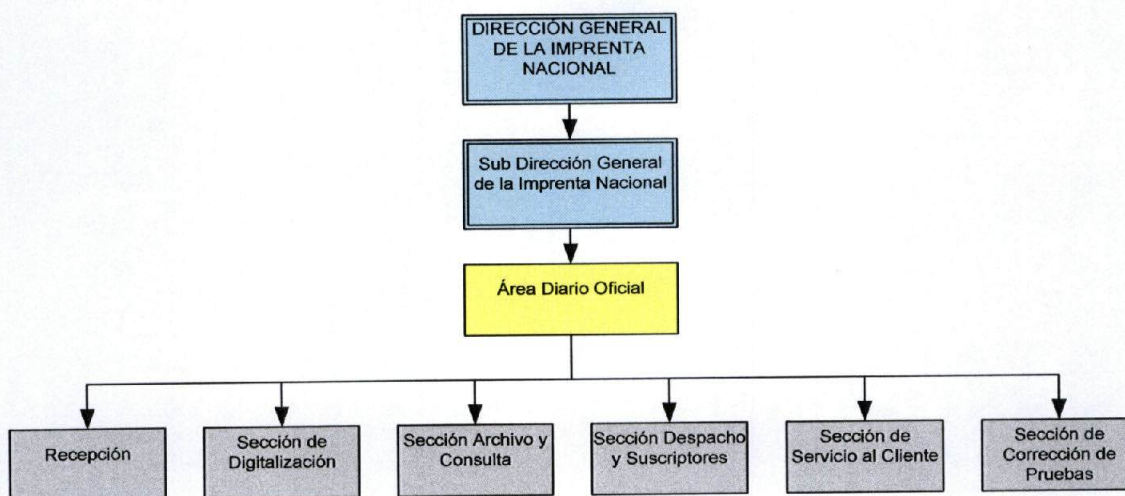 DIRECCIÓN GENERAL
DE LA IMPRENTA
NACIONAL
Sub Dirección General
de la Imprenta Nacional
Área Diario Oficial
Recepción
Sección de
Digitalización
Sección Archivo y
Consulta
Sección Despacho
y Suscriptores
Sección de
Servicio al Cliente
Sección de
Corrección de
Pruebas